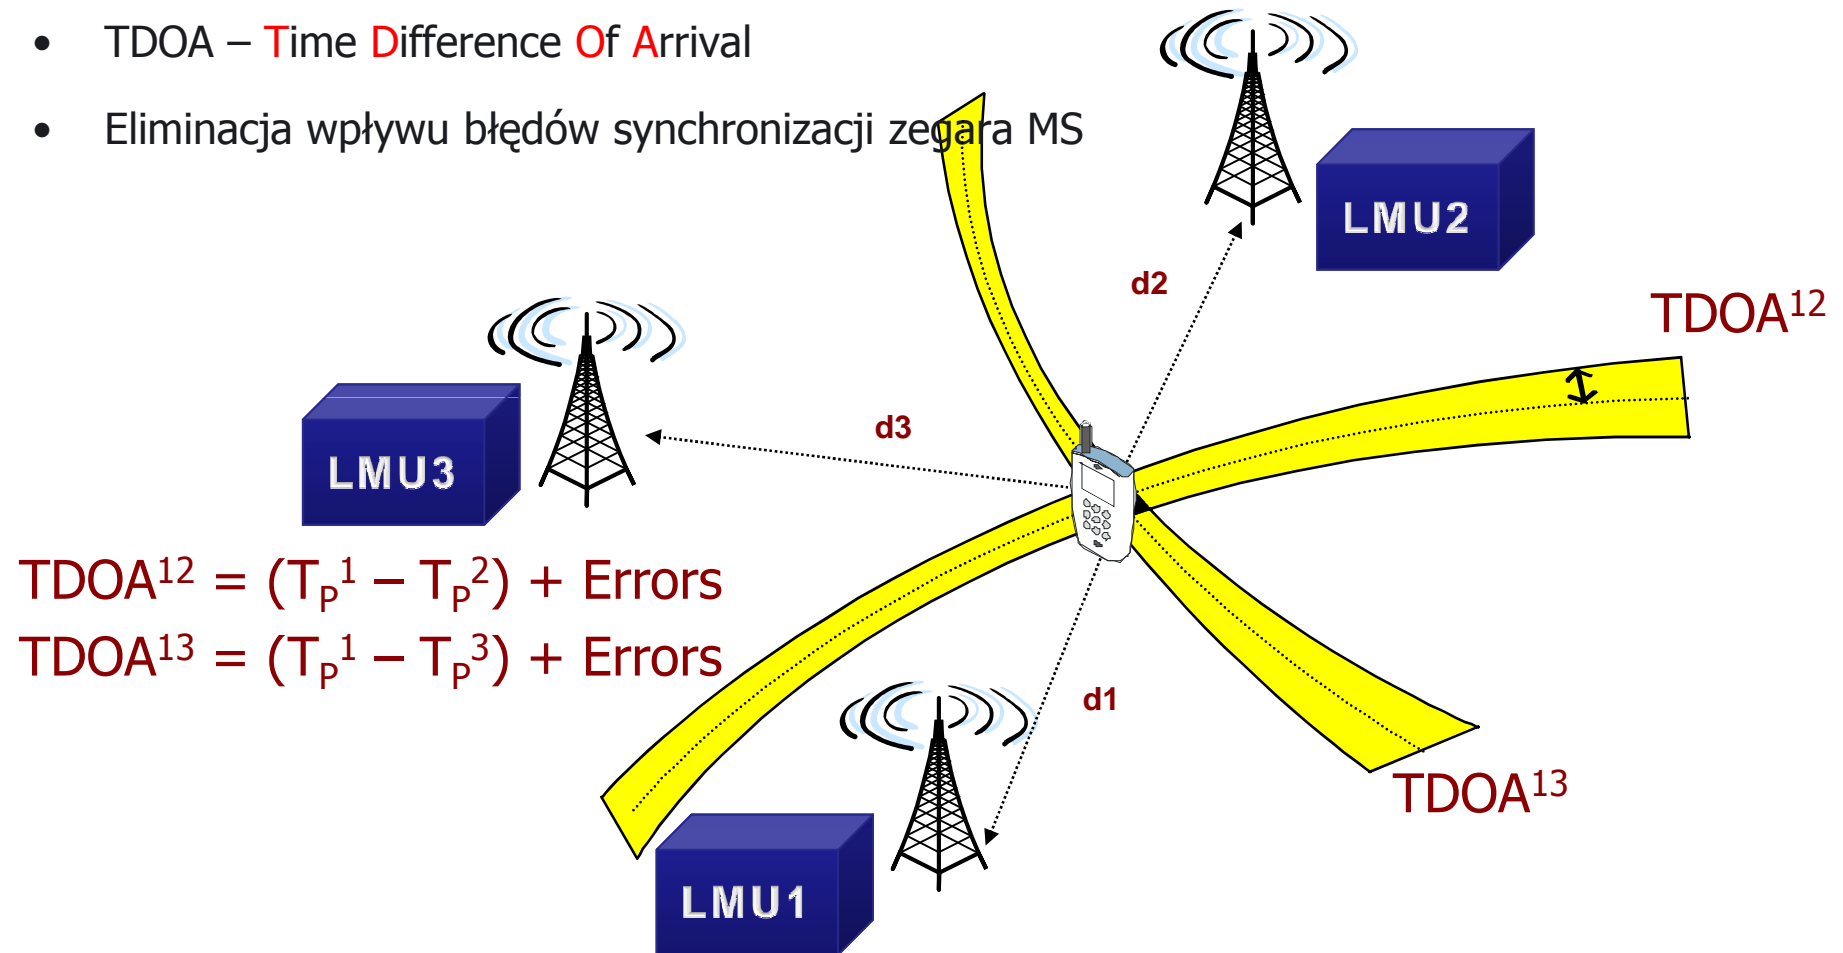 • TDOA – Time Difference Of Arrival
• Eliminacja wpływu błędów synchronizacji zegara MS
LMU2
d2
TDOA¹²
d3
LMU3
TDOA¹² = (Tₚ¹ – Tₚ²) + Errors
TDOA¹³ = (Tₚ¹ – Tₚ³) + Errors
d1
TDOA¹³
LMU1